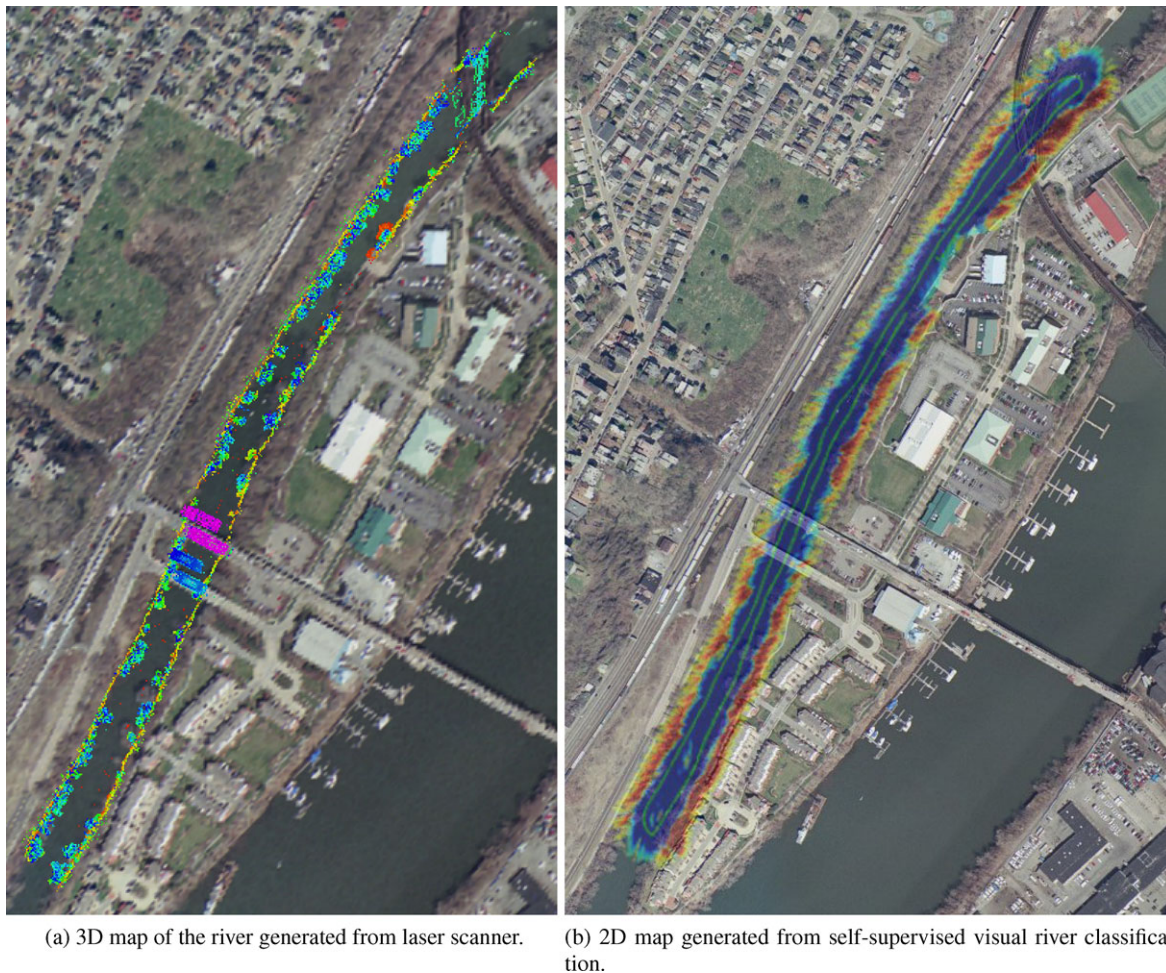 (a) 3D map of the river generated from laser scanner.
(b) 2D map generated from self-supervised visual river classifica-
tion.